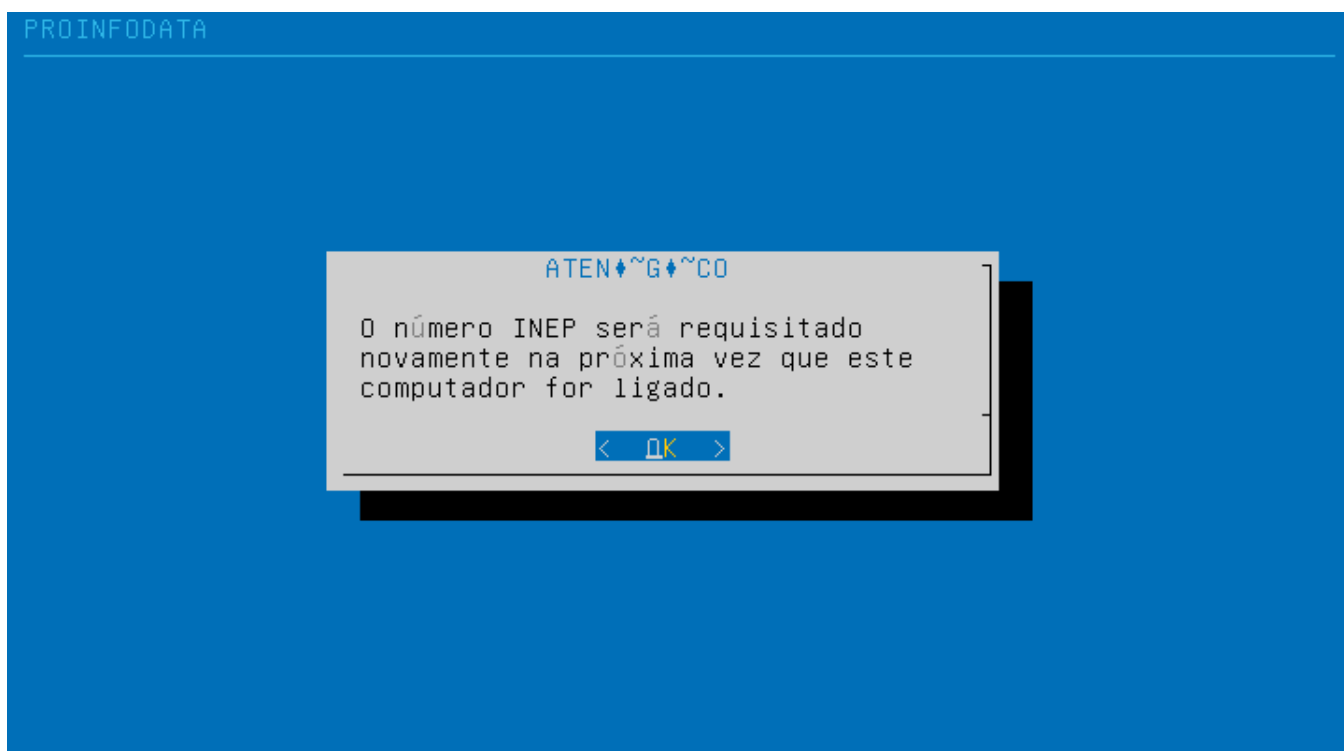 PROINFODATA
ATEN♦~G♦~CO
O número INEP será requisitado
novamente na próxima vez que este
computador for ligado.
< OK >